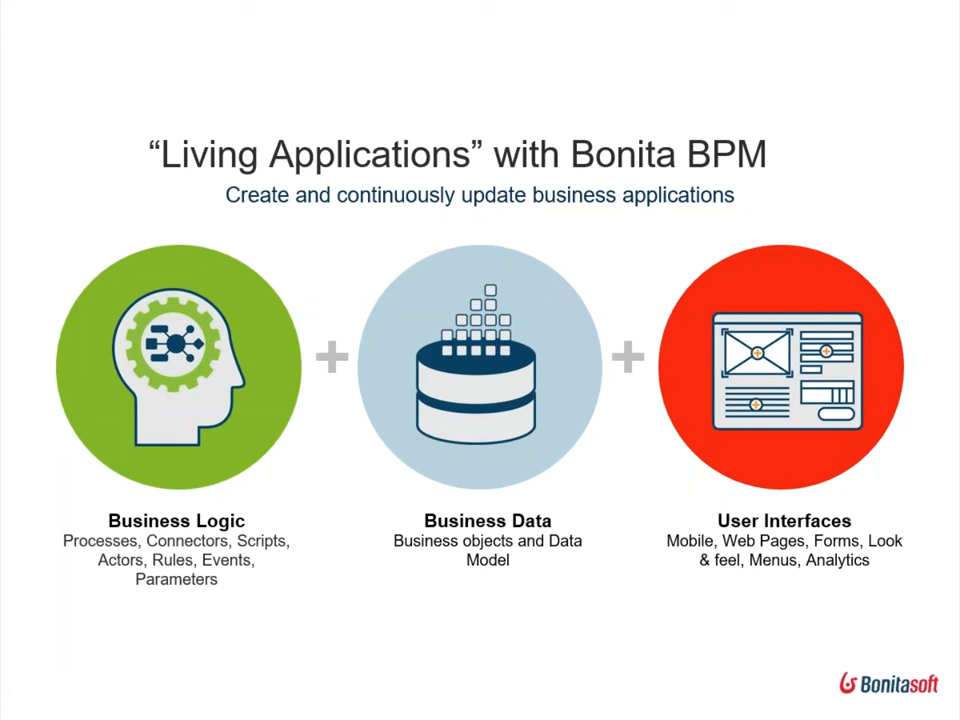 “Living Applications” with Bonita BPM
Create and continuously update business applications
Business Logic
Processes, Connectors, Scripts,
Actors, Rules, Events,
Parameters
Business Data
Business objects and Data
Model
User Interfaces
Mobile, Web Pages, Forms, Look
& feel, Menus, Analytics
Bonitasoft